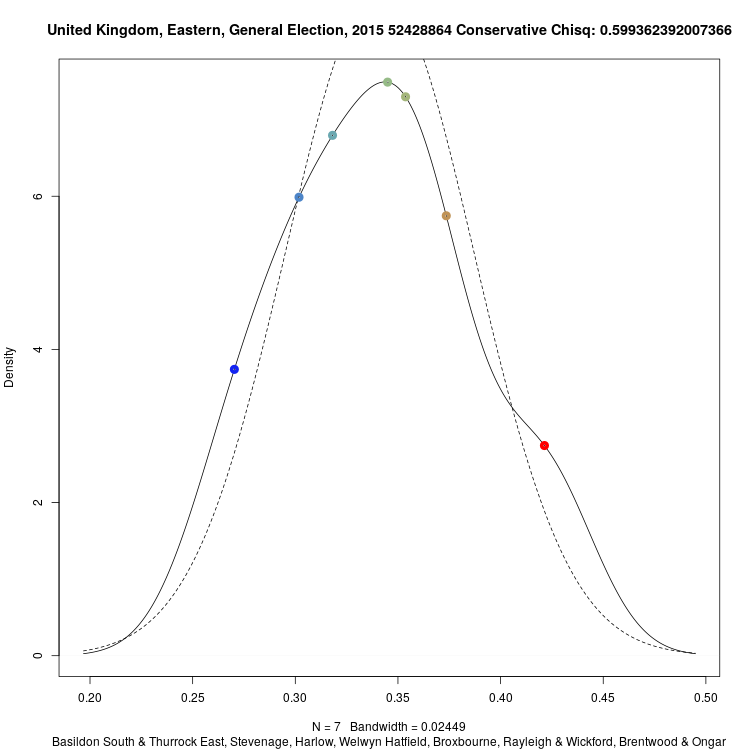 United Kingdom, Eastern, General Election, 2015 52428864 Conservative Chisq: 0.599362392007366
Density
6
4
2
0
0.20 0.25 0.30 0.35 0.40 0.45 0.50
N = 7 Bandwidth = 0.02449
Basildon South & Thurrock East, Stevenage, Harlow, Welwyn Hatfield, Broxbourne, Rayleigh & Wickford, Brentwood & Ongar